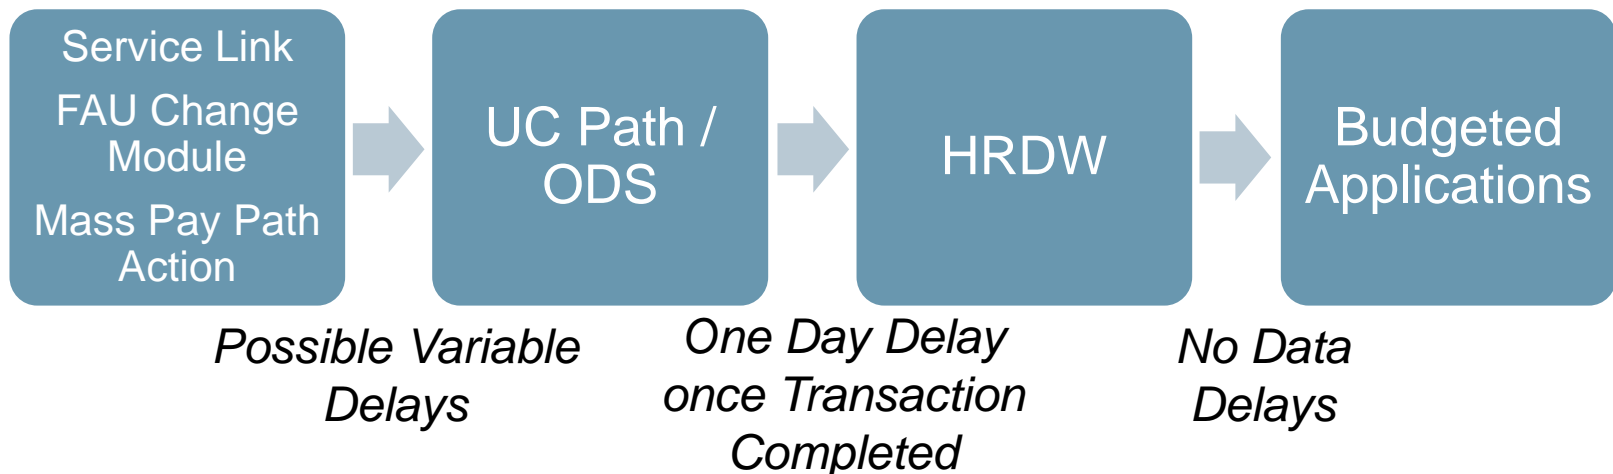 Service Link
FAU Change
Module
Mass Pay Path
Action
UC Path /
ODS
HRDW
Budgeted
Applications
Possible Variable
Delays
One Day Delay
once Transaction
Completed
No Data
Delays